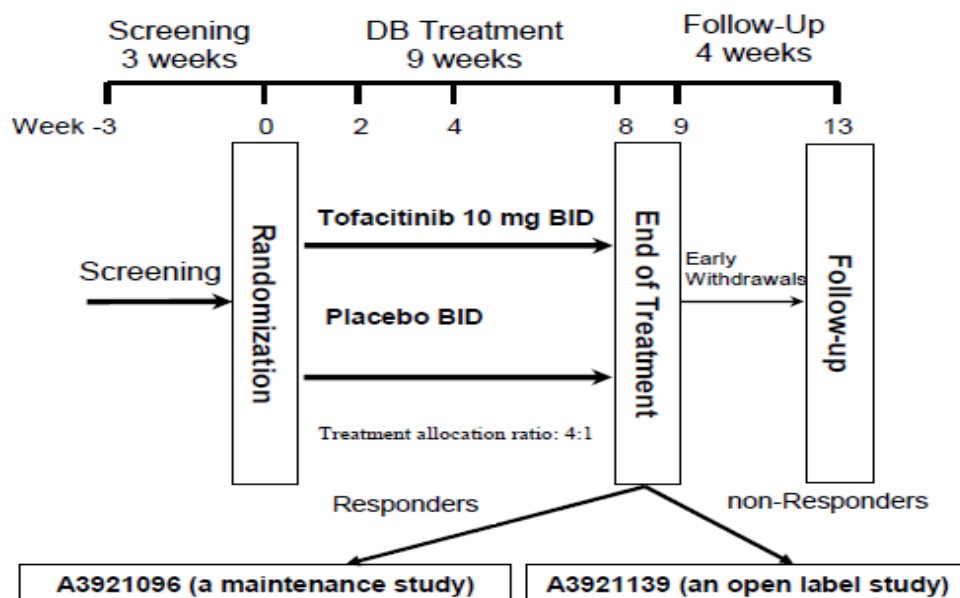 Screening
3 weeks
DB Treatment
9 weeks
Follow-Up
4 weeks
Week -3
0
2
4
8
9
13
Screening
Randomization
Tofacitinib 10 mg BID
Placebo BID
Treatment allocation ratio: 4:1
End of Treatment
Early
Withdrawals
Follow-up
Responders
non-Responders
A3921096 (a maintenance study)
A3921139 (an open label study)